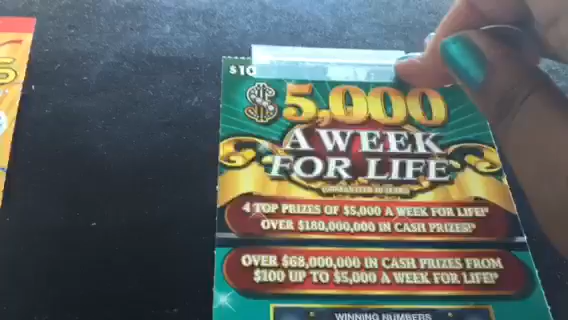 $10
$5,000
A WEEK
FOR LIFE
4 TOP PRIZES OF $5,000 A WEEK FOR LIFE!*
OVER $180,000,000 IN CASH PRIZES!*
OVER $68,000,000 IN CASH PRIZES FROM
$100 UP TO $5,000 A WEEK FOR LIFE!*
WINNING NUMBERS